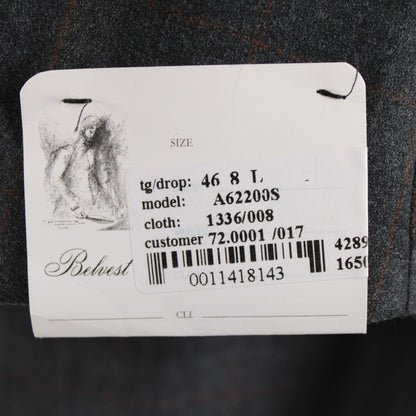 SIZE
tg/drop: 46 8 L
model: A62200S
cloth: 1336/008
customer 72.0001 /017
Belvest
4289
1650
0011418143
CLL